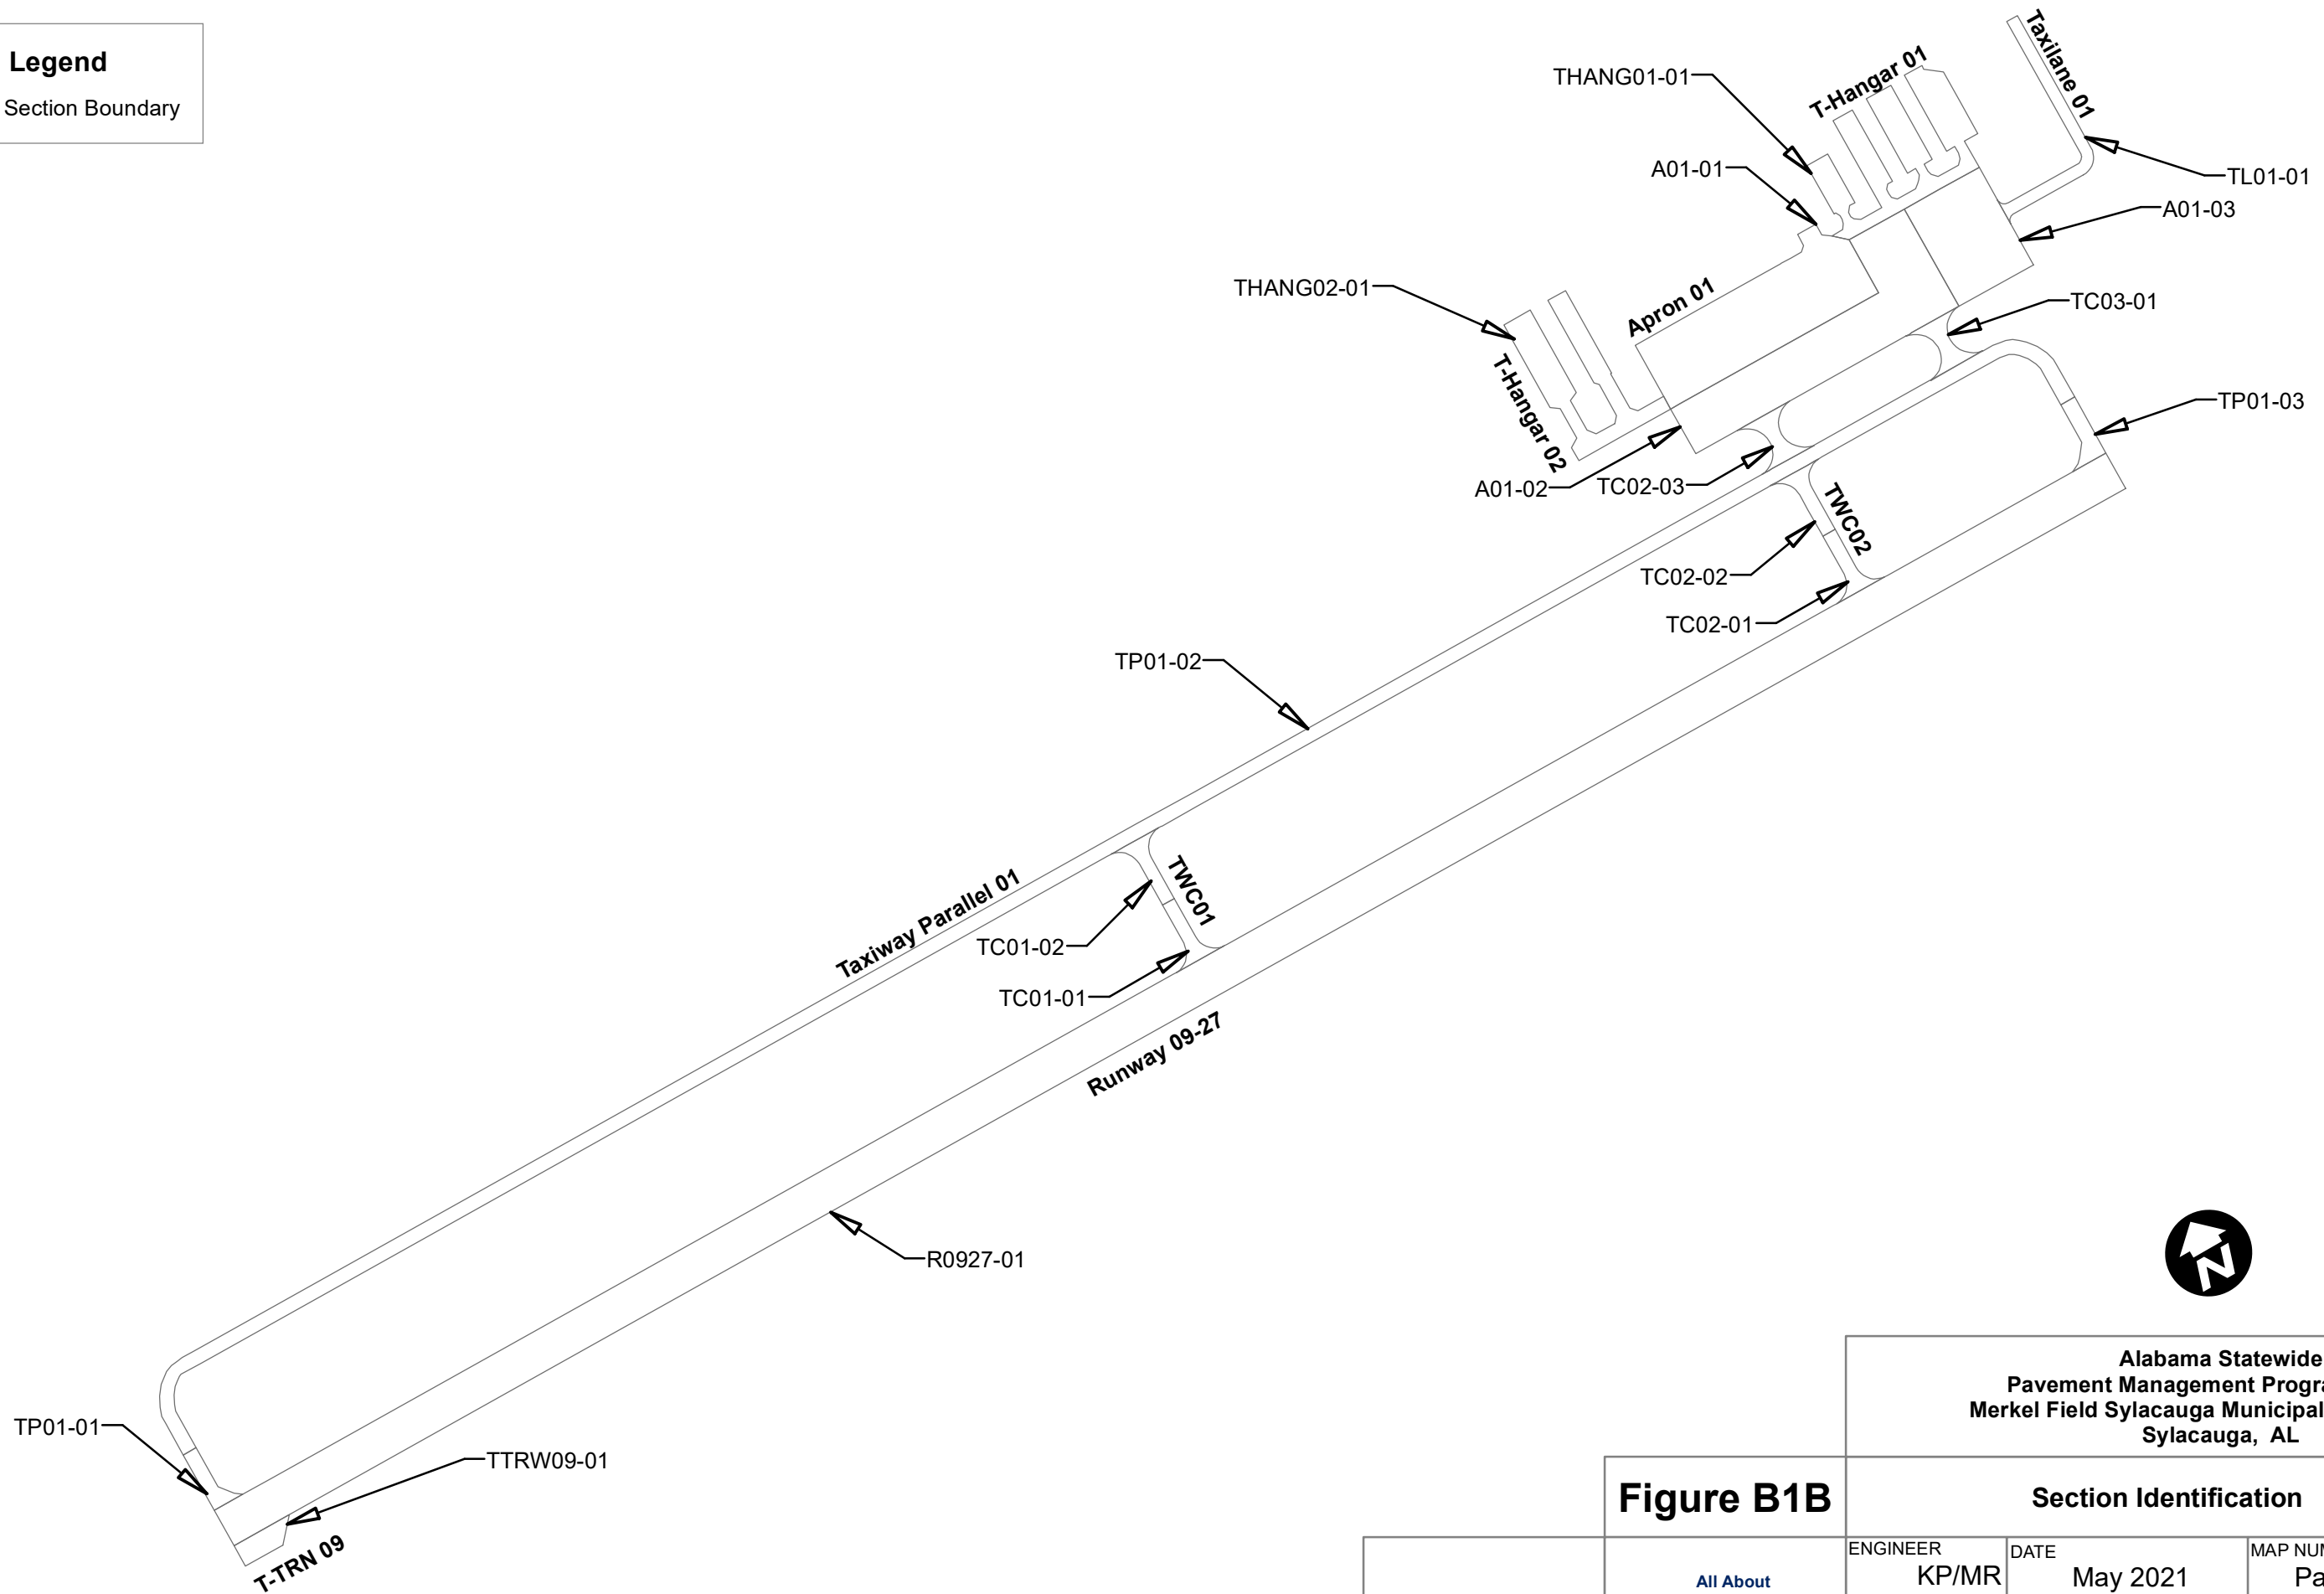 Legend
Section Boundary
Taxilane 01
T-Hangar 01
THANG01-01
A01-01
TL01-01
A01-03
THANG02-01
Apron 01
TC03-01
T-Hangar 02
TP01-03
A01-02
TC02-03
TWC02
TC02-02
TC02-01
TP01-02
TWC01
Taxiway Parallel 01
TC01-02
TC01-01
Runway 09-27
R0927-01
N
TP01-01
TTRW09-01
T-TRN 09
Alabama Statewide
Pavement Management Progra
Merkel Field Sylacauga Municipal
Sylacauga, AL
Figure B1B
Section Identification
ENGINEER
KP/MR
DATE
May 2021
MAP NU
Pa
All About